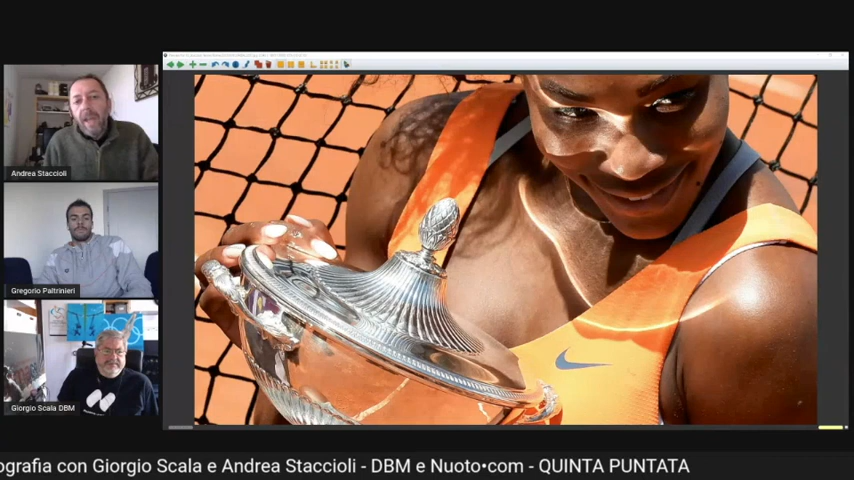 Andrea Staccioli
Gregorio Paltrinieri
Giorgio Scala DBM
ografia con Giorgio Scala e Andrea Staccioli - DBM e Nuoto•com - QUINTA PUNTATA